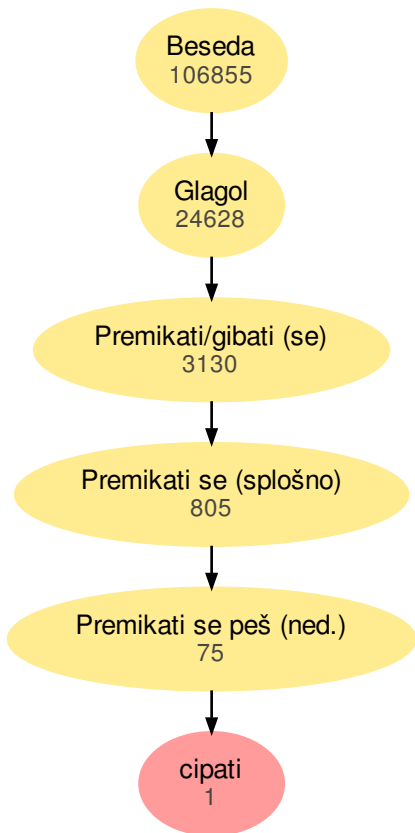 Beseda
106855
Glagol
24628
Premikati/gibati (se)
3130
Premikati se (splošno)
805
Premikati se peš (ned.)
75
cipati
1